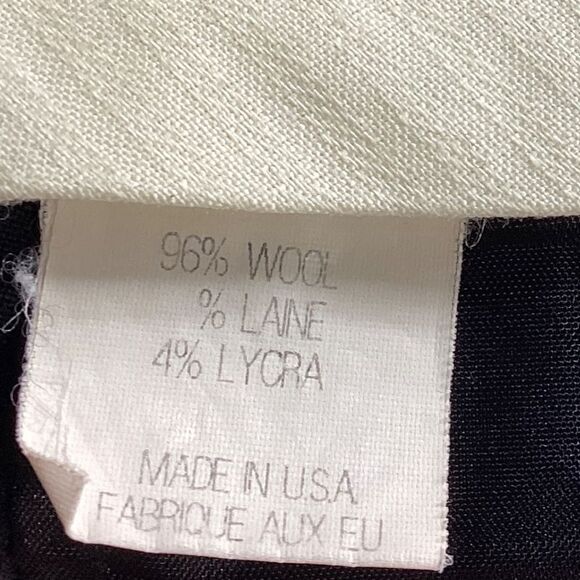 96% WOOL
% LAINE
4% LYCRA
MADE IN U.S.A
FABRIQUE AUX EU